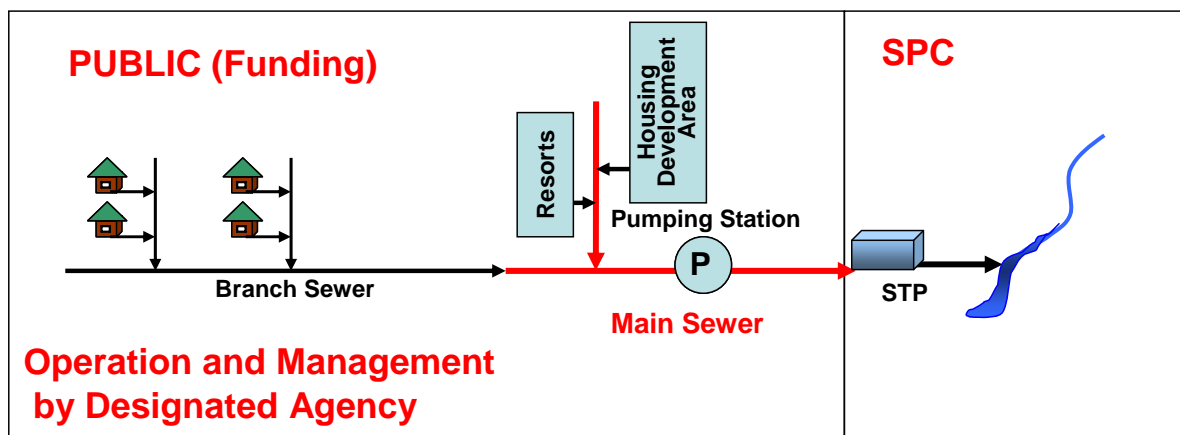 PUBLIC (Funding)
SPC
Resorts
Housing
Development
Area
Pumping Station
P
Branch Sewer
Main Sewer
STP
Operation and Management
by Designated Agency